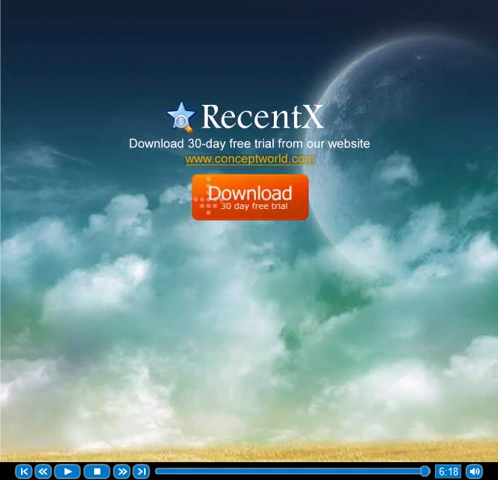 RecentX
Download 30-day free trial from our website
www.conceptworld.com
Download
30 day free trial
6:18